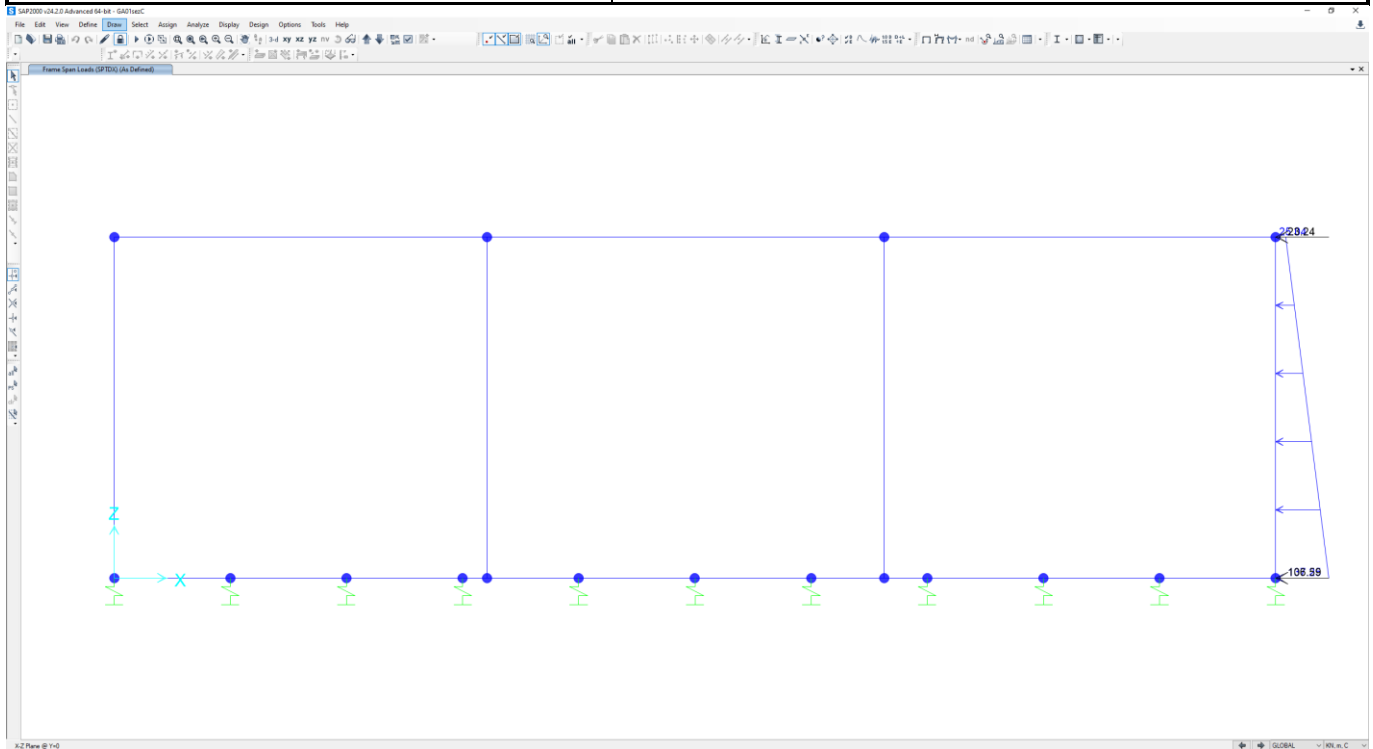 SAP2000 v24.2.0 Advanced 64-bit - GA01sezC
File Edit View Define Draw Select Assign Analyze Display Design Options Tools Help
3-d xy xz yz nv
nd
Frame Span Loads (SPTDX) (As Defined)
Z
X
X-Z Plane @ Y=0
GLOBAL
KN, m, C